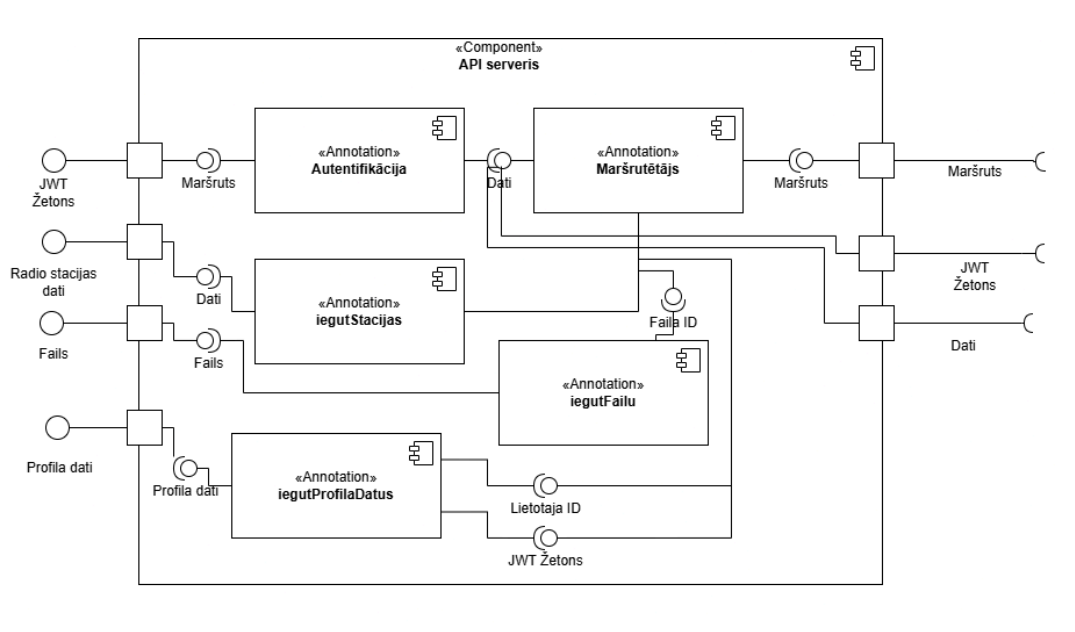 «Component»
API serveris
«Annotation»
Autentifikācija
«Annotation»
Maršrutētājs
JWT
Žetons
Maršruts
Dati
Maršruts
Maršruts
Radio stacijas
dati
Dati
«Annotation»
iegutStacijas
JWT
Žetons
Faila ID
Fails
Fails
Dati
«Annotation»
iegutFailu
Profila dati
Profila dati
«Annotation»
iegutProfilaDatus
Lietotaja ID
JWT Žetons